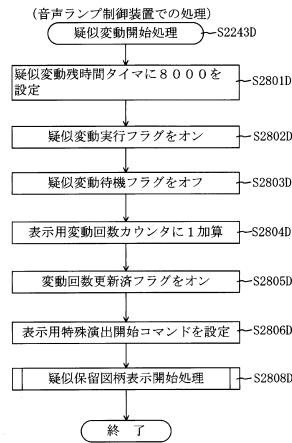 (音声ランプ制御装置での処理)
疑似変動開始処理
S2243D
疑似変動残時間タイマに8000を
設定
S2801D
疑似変動実行フラグをオン
S2802D
疑似変動待機フラグをオフ
S2803D
表示用変動回数カウンタに1加算
S2804D
変動回数更新済フラグをオン
S2805D
表示用特殊演出開始コマンドを設定
S2806D
疑似保留図柄表示開始処理
S2808D
終 了